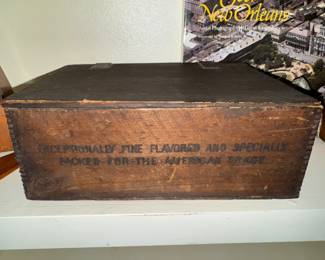 New Orleans
EXCEPTIONALLY FINE FLAVORED AND SPECIALLY
PACKED FOR THE AMERICAN TRADE.